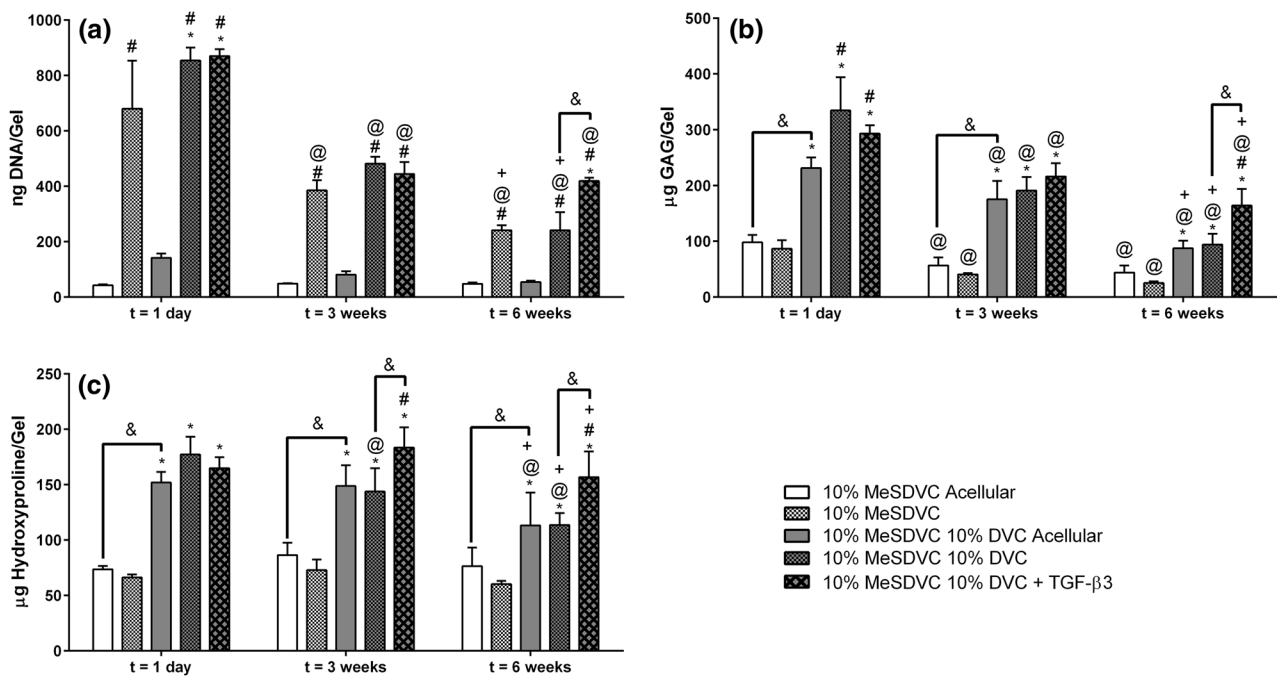 (a)
ng DNA/Gel
1000
800
600
400
200
0
# # * # *
@ # @ # @ #
+ @ # + @ # & @ # *
t = 1 day t = 3 weeks t = 6 weeks
(b)
μg GAG/Gel
500
400
300
200
100
0
& * # * # *
@ @ & @ * @ * @ *
@ @ + @ * + @ * & + @ # *
t = 1 day t = 3 weeks t = 6 weeks
(c)
μg Hydroxyproline/Gel
250
200
150
100
50
0
& * * *
& * @ * & # *
& + @ * + @ * & + # *
t = 1 day t = 3 weeks t = 6 weeks
10% MeSDVC Acellular
10% MeSDVC
10% MeSDVC 10% DVC Acellular
10% MeSDVC 10% DVC
10% MeSDVC 10% DVC + TGF-β3